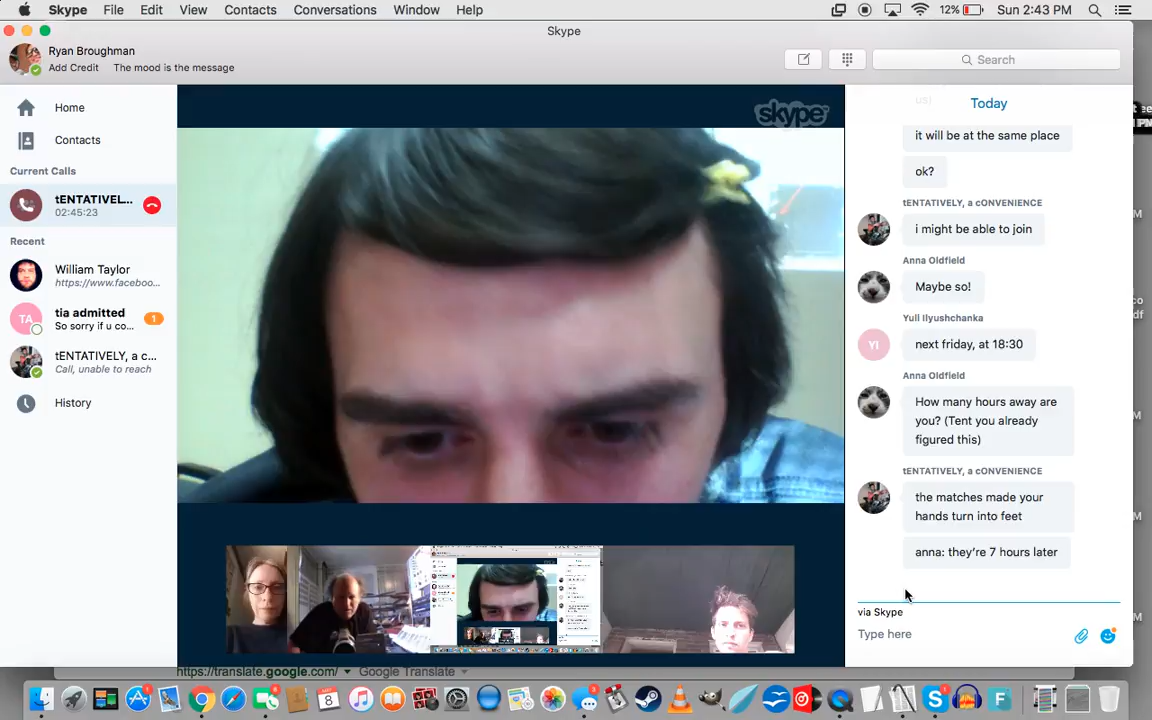 Skype File Edit View Contacts Conversations Window Help
12% Sun 2:43 PM
Skype
Ryan Broughman
Add Credit The mood is the message
Search
Home
Contacts
Current Calls
tENTATIVEL...
02:45:23
Recent
William Taylor
https://www.faceboo...
TA
tia admitted
So sorry if u co...
1
tENTATIVELY, a c...
Call, unable to reach
History
skype
us)
Today
it will be at the same place
ok?
tENTATIVELY, a cONVENIENCE
i might be able to join
Anna Oldfield
Maybe so!
Yull Ilyushchanka
YI
next friday, at 18:30
Anna Oldfield
How many hours away are
you? (Tent you already
figured this)
tENTATIVELY, a cONVENIENCE
the matches made your
hands turn into feet
anna: they're 7 hours later
via Skype
Type here
https://translate.google.com/ Google Translate